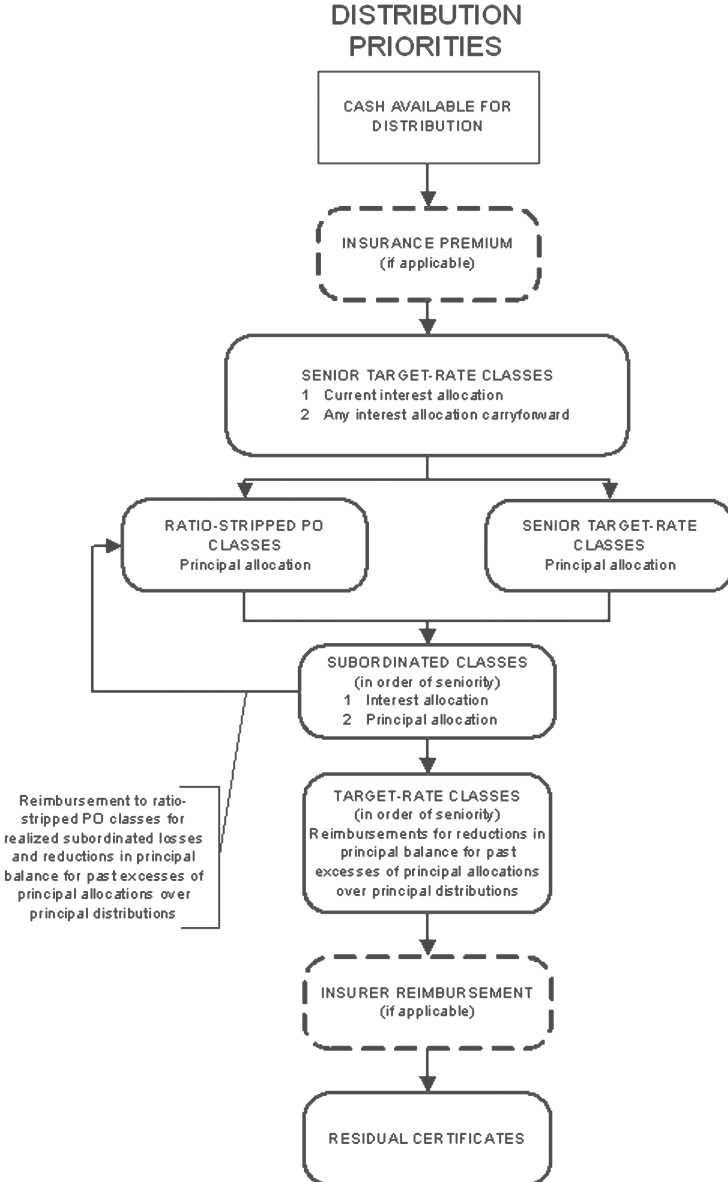 DISTRIBUTION
PRIORITIES
CASH AVAILABLE FOR
DISTRIBUTION
INSURANCE PREMIUM
(if applicable)
SENIOR TARGET-RATE CLASSES
1 Current interest allocation
2 Any interest allocation carryforward
RATIO-STRIPPED PO
CLASSES
Principal allocation
SENIOR TARGET-RATE
CLASSES
Principal allocation
SUBORDINATED CLASSES
(in order of seniority)
1 Interest allocation
2 Principal allocation
Reimbursement to ratio-
stripped PO classes for
realized subordinated losses
and reductions in principal
balance for past excesses of
principal allocations over
principal distributions
TARGET-RATE CLASSES
(in order of seniority)
Reimbursements for reductions in
principal balance for past
excesses of principal allocations
over principal distributions
INSURER REIMBURSEMENT
(if applicable)
RESIDUAL CERTIFICATES